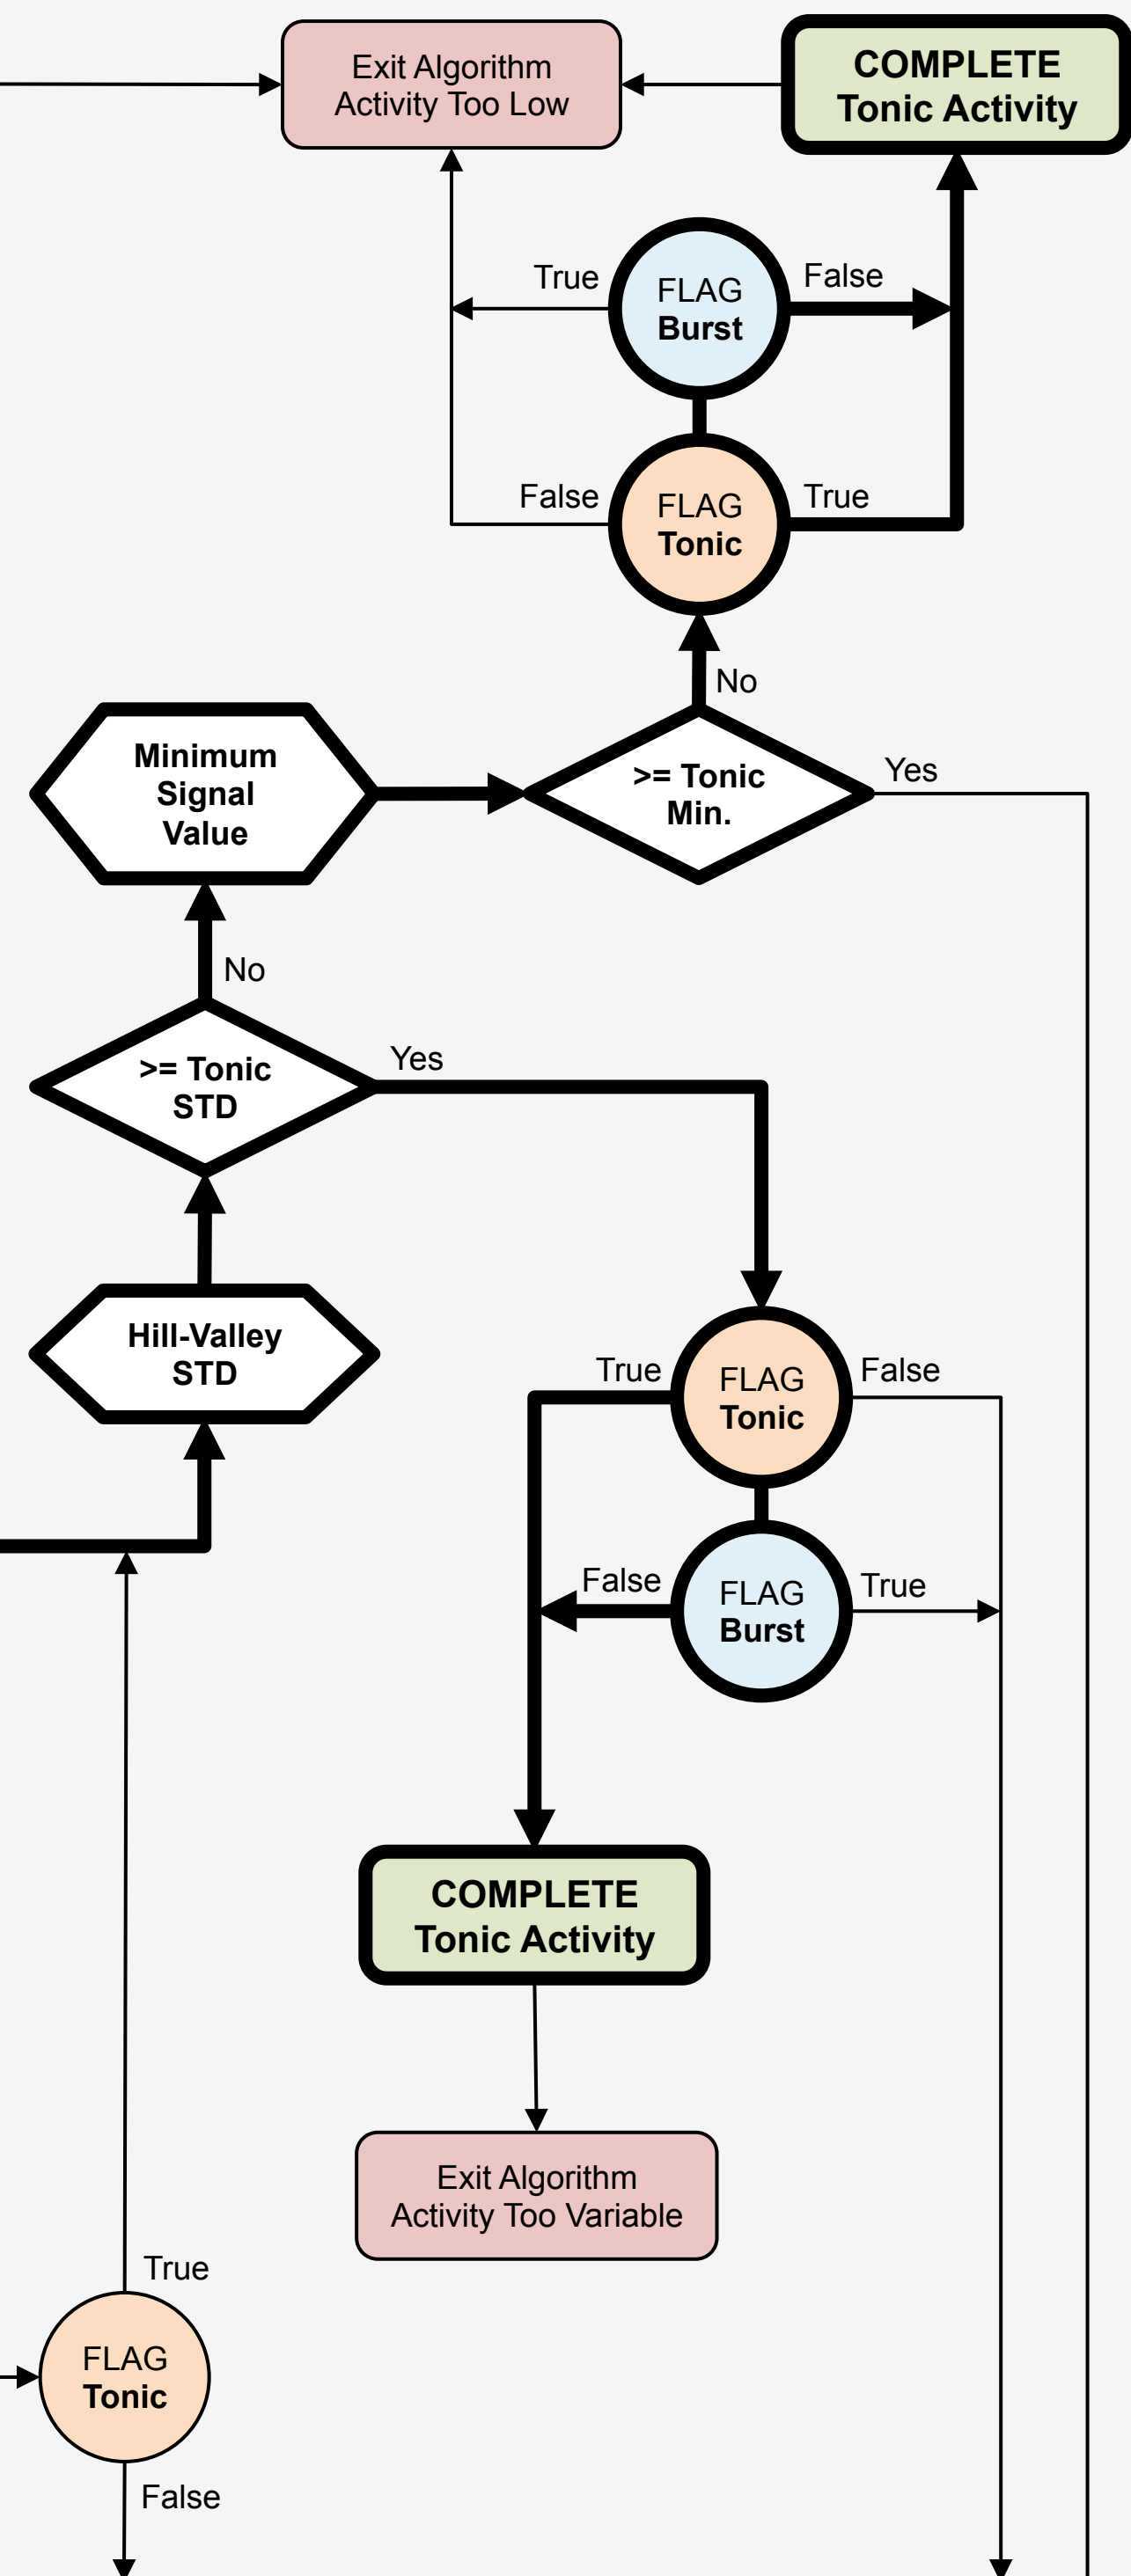 Exit Algorithm
Activity Too Low
COMPLETE
Tonic Activity
True
FLAG
Burst
False
False
FLAG
Tonic
True
No
Minimum
Signal
Value
>= Tonic
Min.
Yes
No
>= Tonic
STD
Yes
Hill-Valley
STD
True
FLAG
Tonic
False
False
FLAG
Burst
True
COMPLETE
Tonic Activity
Exit Algorithm
Activity Too Variable
True
FLAG
Tonic
False